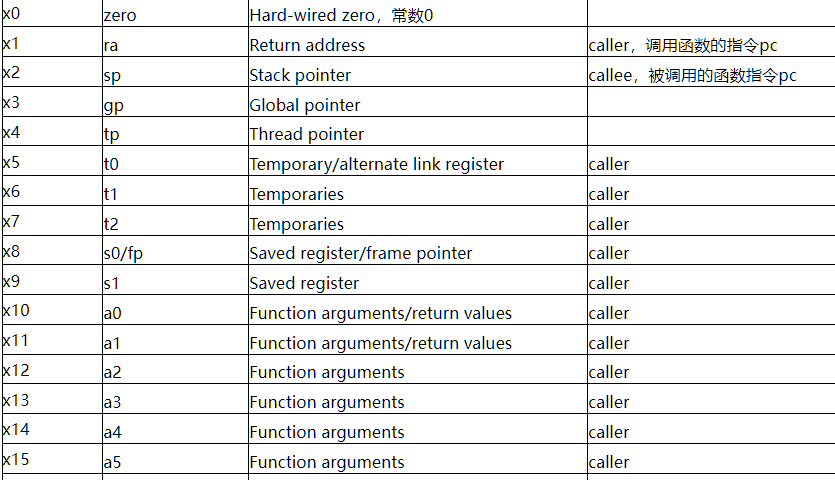 x0 zero Hard-wired zero，常数0
x1 ra Return address caller，调用函数的指令pc
x2 sp Stack pointer callee，被调用的函数指令pc
x3 gp Global pointer
x4 tp Thread pointer
x5 t0 Temporary/alternate link register caller
x6 t1 Temporaries caller
x7 t2 Temporaries caller
x8 s0/fp Saved register/frame pointer caller
x9 s1 Saved register caller
x10 a0 Function arguments/return values caller
x11 a1 Function arguments/return values caller
x12 a2 Function arguments caller
x13 a3 Function arguments caller
x14 a4 Function arguments caller
x15 a5 Function arguments caller